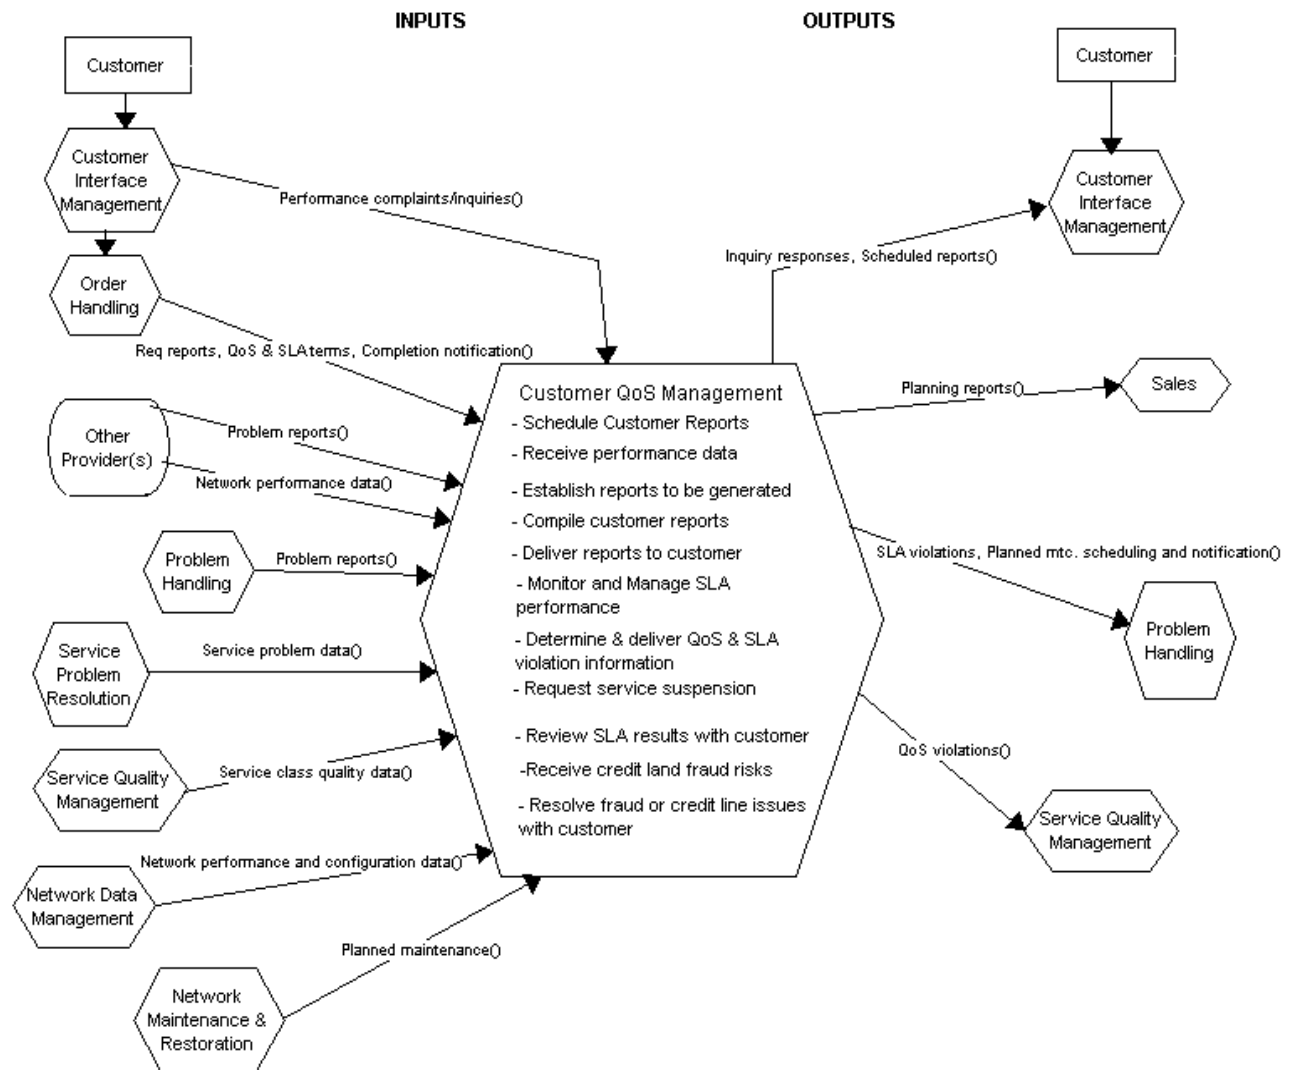 INPUTS
OUTPUTS
Customer
Customer
Interface
Management
Performance complaints/inquiries()
Order
Handling
Req reports, QoS & SLA terms, Completion notification()
Other
Provider(s)
Problem reports()
Network performance data()
Problem
Handling
Problem reports()
Service
Problem
Resolution
Service problem data()
Service Quality
Management
Service class quality data()
Network Data
Management
Network performance and configuration data()
Network
Maintenance &
Restoration
Planned maintenance()
Customer QoS Management
- Schedule Customer Reports
- Receive performance data
- Establish reports to be generated
- Compile customer reports
- Deliver reports to customer
- Monitor and Manage SLA
performance
- Determine & deliver QoS & SLA
violation information
- Request service suspension
- Review SLA results with customer
-Receive credit land fraud risks
- Resolve fraud or credit line issues
with customer
Customer
Customer
Interface
Management
Inquiry responses, Scheduled reports()
Planning reports()
Sales
SLA violations, Planned mtc. scheduling and notification()
Problem
Handling
QoS violations()
Service Quality
Management